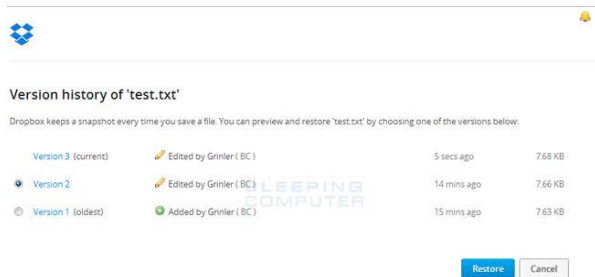 Version history of 'test.txt'
Dropbox keeps a snapshot every time you save a file. You can preview and restore 'test.txt' by choosing one of the versions below:
Version 3 (current) Edited by Grinler ( BC ) 5 secs ago 7.68 KB
Version 2 Edited by Grinler ( BC ) 14 mins ago 7.66 KB
BLEEPING
COMPUTER
Version 1 (oldest) Added by Grinler ( BC ) 15 mins ago 7.63 KB
Restore Cancel